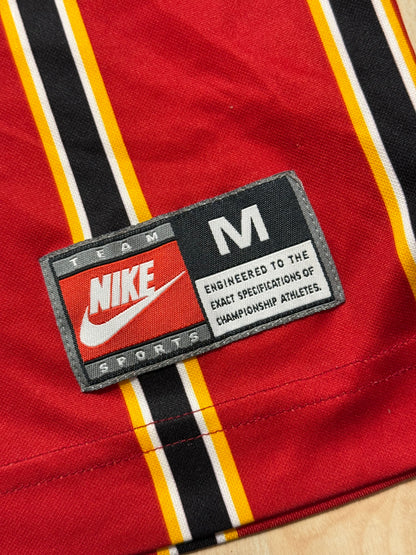 TEAM
NIKE
SPORTS
M
ENGINEERED TO THE
EXACT SPECIFICATIONS OF
CHAMPIONSHIP ATHLETES.